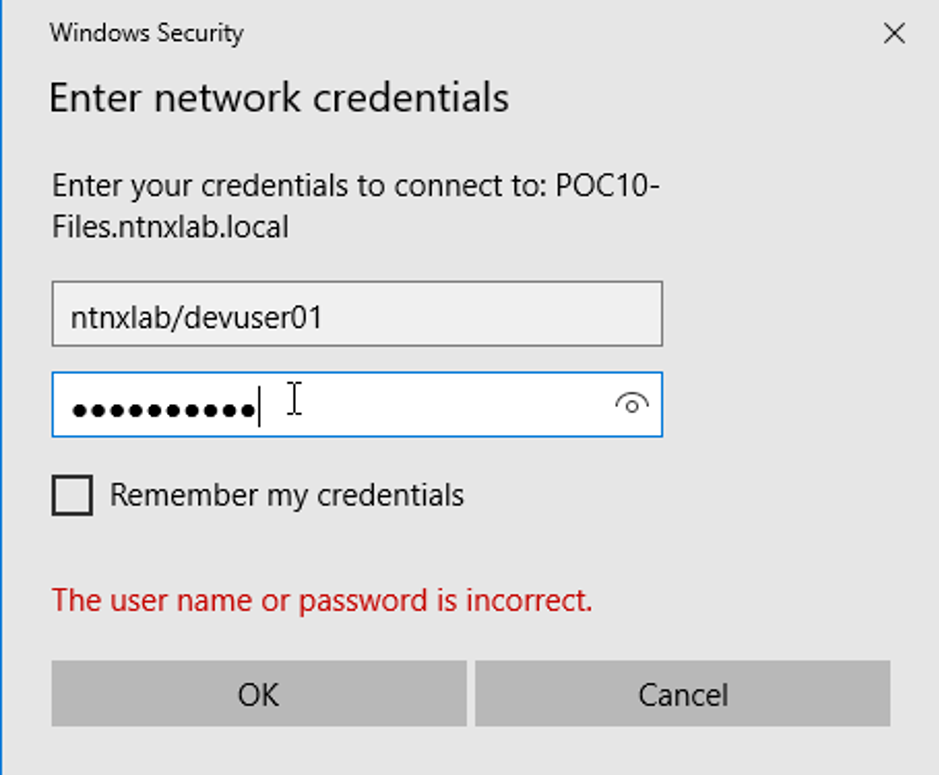 Windows Security
Enter network credentials
Enter your credentials to connect to: POC10-
Files.ntnxlab.local
ntnxlab/devuser01
●●●●●●●●●●
Remember my credentials
The user name or password is incorrect.
OK
Cancel